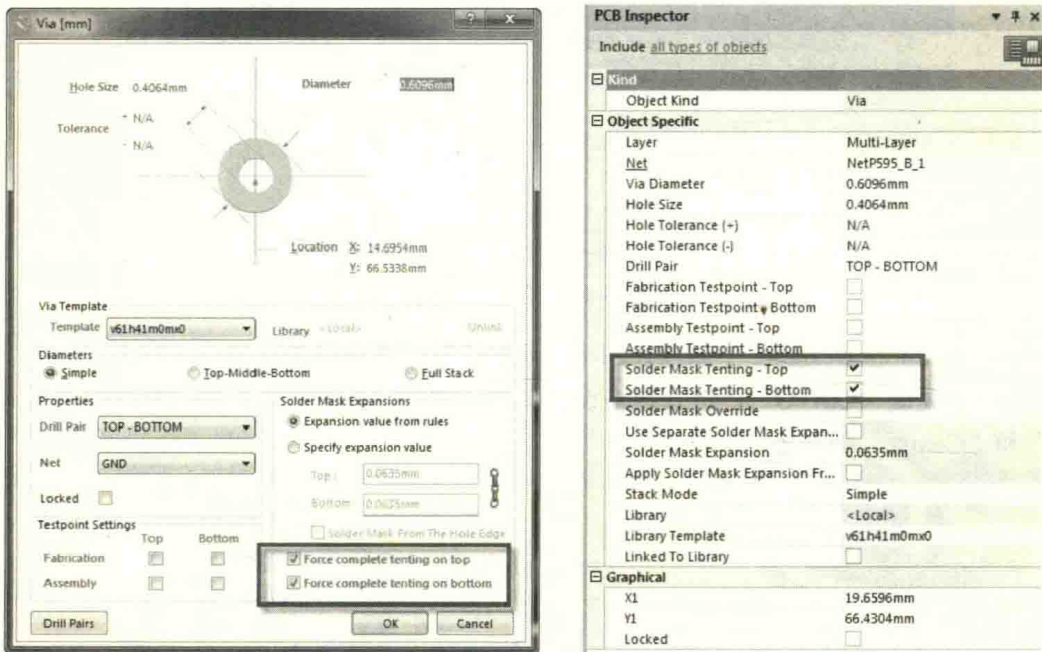 Via [mm]
Hole Size 0.4064mm
Diameter 0.6096mm
Tolerance
+ N/A
- N/A
Location X: 14.6954mm
Y: 66.5338mm
Via Template
Template v61h41m0mx0 Library <Local> Unlink
Diameters
Simple Top-Middle-Bottom Full Stack
Properties
Drill Pair TOP - BOTTOM
Net GND
Locked
Solder Mask Expansions
Expansion value from rules
Specify expansion value
Top: 0.0635mm
Bottom: 0.0635mm
Solder Mask From The Hole Edge
Force complete tenting on top
Force complete tenting on bottom
Testpoint Settings
Top Bottom
Fabrication
Assembly
Drill Pairs OK Cancel
PCB Inspector
Include all types of objects
Kind
Object Kind Via
Object Specific
Layer Multi-Layer
Net NetP595_B_1
Via Diameter 0.6096mm
Hole Size 0.4064mm
Hole Tolerance (+) N/A
Hole Tolerance (-) N/A
Drill Pair TOP - BOTTOM
Fabrication Testpoint - Top
Fabrication Testpoint - Bottom
Assembly Testpoint - Top
Assembly Testpoint - Bottom
Solder Mask Tenting - Top
Solder Mask Tenting - Bottom
Solder Mask Override
Use Separate Solder Mask Expan...
Solder Mask Expansion 0.0635mm
Apply Solder Mask Expansion Fr...
Stack Mode Simple
Library <Local>
Library Template v61h41m0mx0
Linked To Library
Graphical
X1 19.6596mm
Y1 66.4304mm
Locked